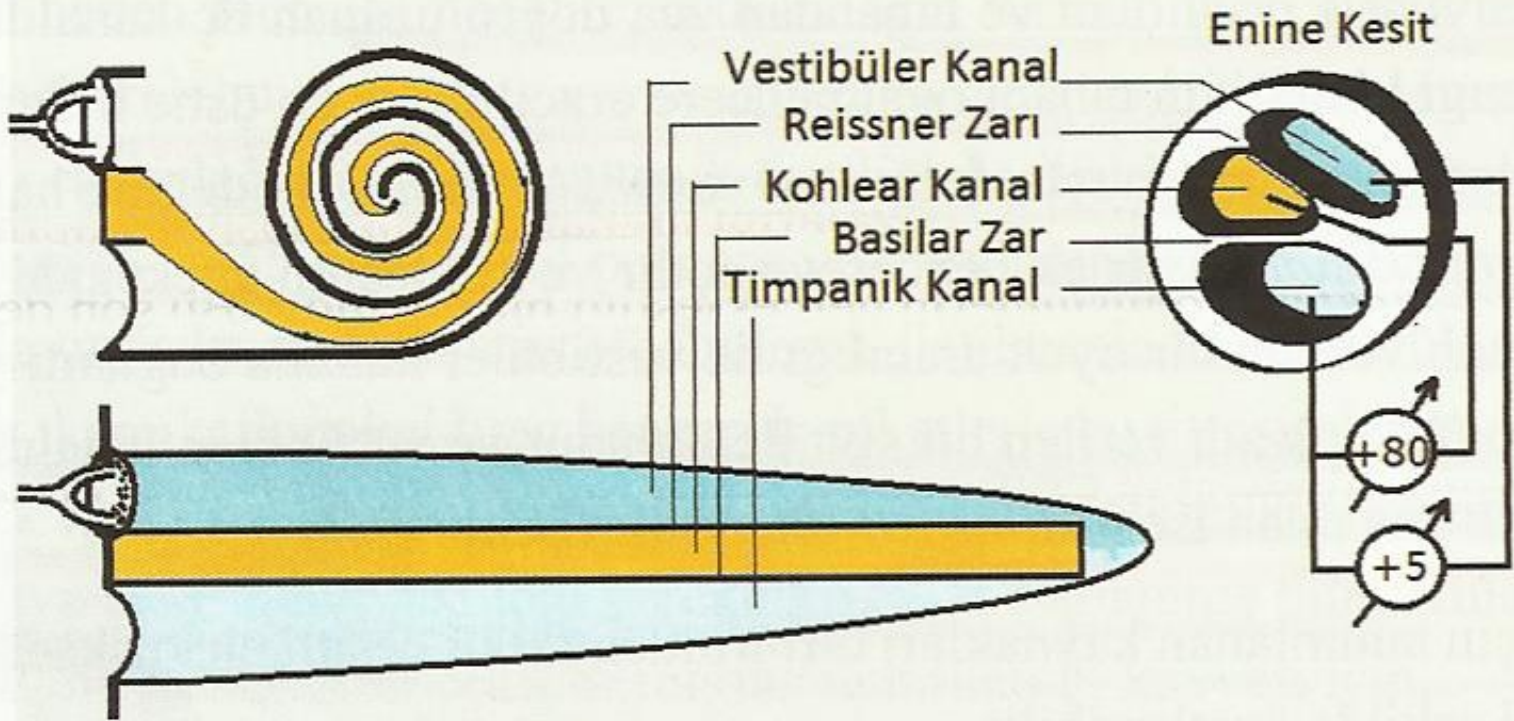 Enine Kesit
Vestibüler Kanal
Reissner Zarı
Kohlear Kanal
Basilar Zar
Timpanik Kanal
+80
+5